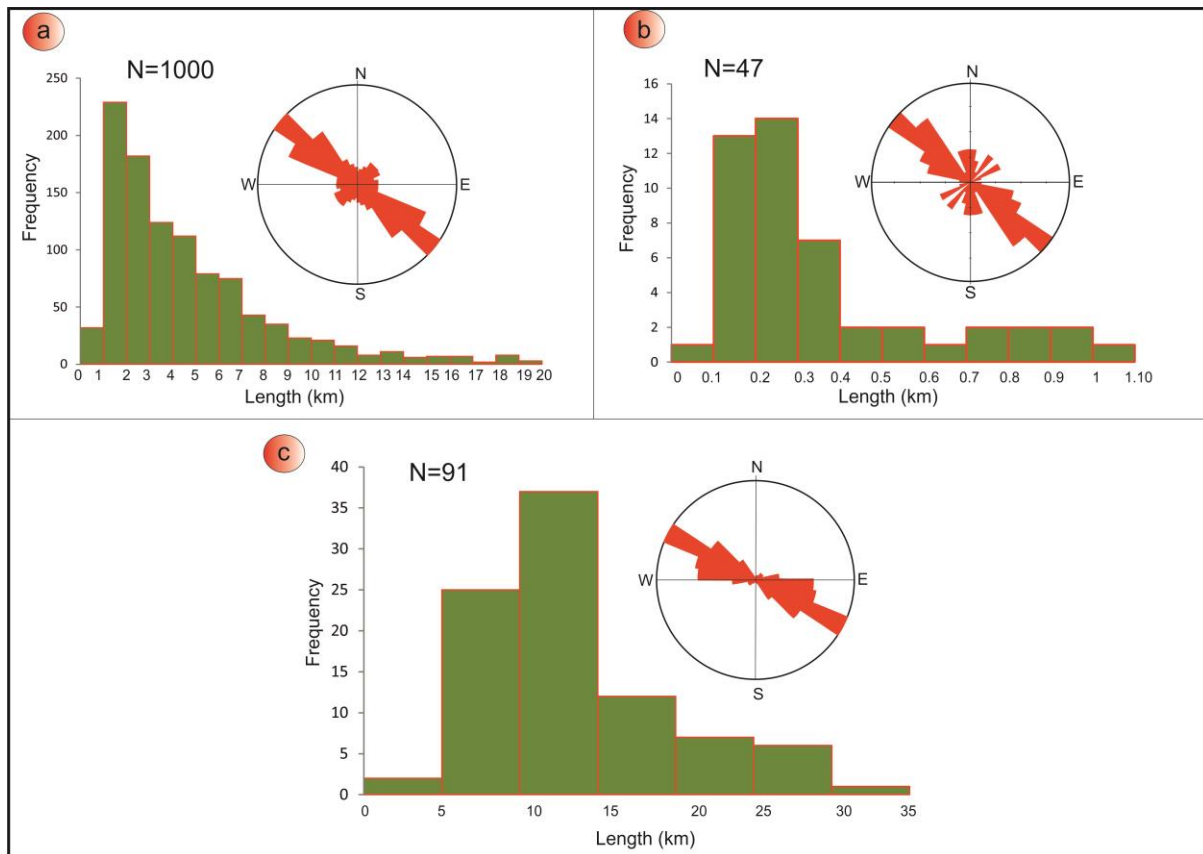 a
N=1000
250
200
150
100
50
0
Frequency
0 1 2 3 4 5 6 7 8 9 10 11 12 13 14 15 16 17 18 19 20
Length (km)
N
W
E
S
b
N=47
16
14
12
10
8
6
4
2
0
Frequency
0 0.1 0.2 0.3 0.4 0.5 0.6 0.7 0.8 0.9 1 1.10
Length (km)
N
W
E
S
c
N=91
40
35
30
25
20
15
10
5
0
Frequency
0 5 10 15 20 25 30 35
Length (km)
N
W
E
S